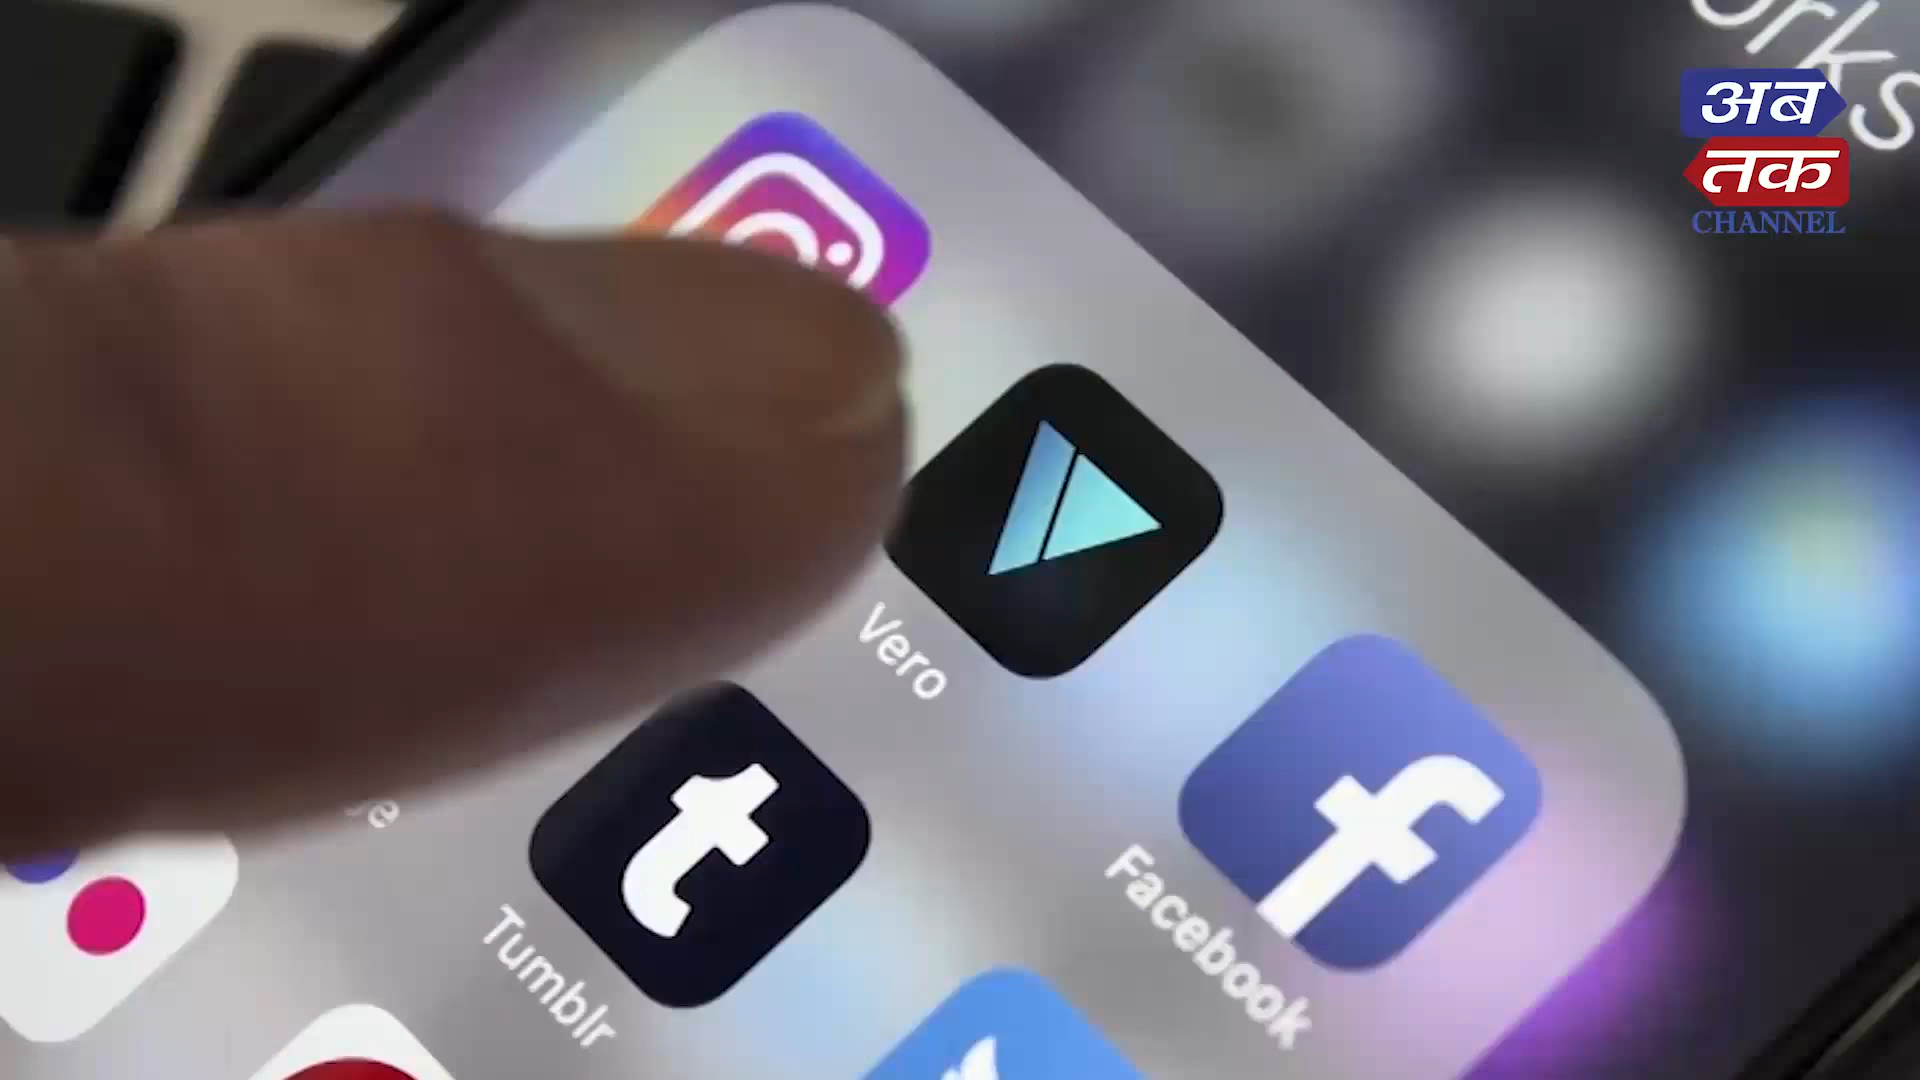 अब
तक
CHANNEL
Vero
Facebook
Tumblr